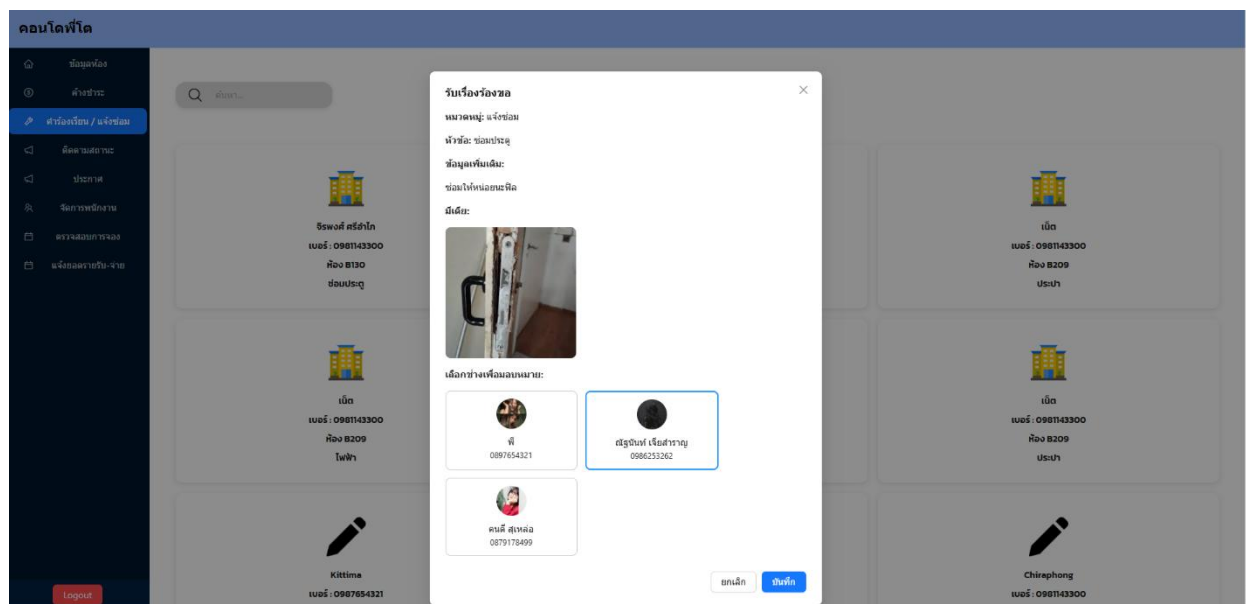 คอนโดพี่โต
ข้อมูลห้อง
ค้างชำระ
คำร้องเรียน / แจ้งซ่อม
ติดตามสถานะ
ประกาศ
จัดการพนักงาน
ตรวจสอบการจอง
แจ้งยอดรายรับ-จ่าย
Logout
ค้นหา...
จิรพงศ์ ศรีอำไก
เบอร์ : 0981143300
ห้อง B130
ซ่อมประตู
เน็ต
เบอร์ : 0981143300
ห้อง B209
ไฟฟ้า
Kittima
เบอร์ : 0987654321
รับเรื่องร้องขอ
หมวดหมู่: แจ้งซ่อม
หัวข้อ: ซ่อมประตู
ข้อมูลเพิ่มเติม:
ซ่อมให้หน่อยนะฟิล
มีเดีย:
เลือกช่างเพื่อมอบหมาย:
พี
0897654321
ณัฐนันท์ เจียสำราญ
0986253262
คนดี สุเหล่อ
0879178499
ยกเลิก
บันทึก
เน็ต
เบอร์ : 0981143300
ห้อง B209
ประปา
เน็ต
เบอร์ : 0981143300
ห้อง B209
ประปา
Chiraphong
เบอร์ : 0981143300